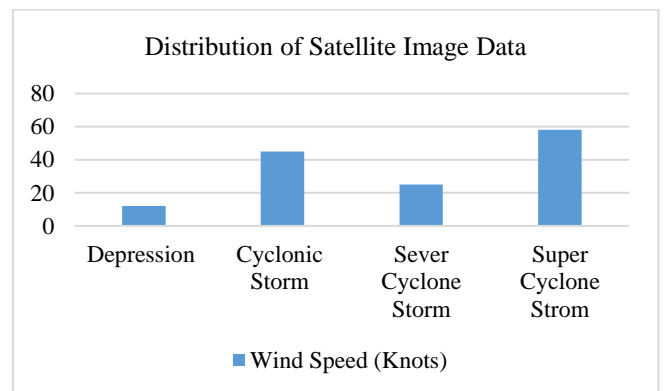 Distribution of Satellite Image Data
80
60
40
20
0
Depression
Cyclonic
Storm
Sever
Cyclone
Storm
Super
Cyclone
Strom
Wind Speed (Knots)